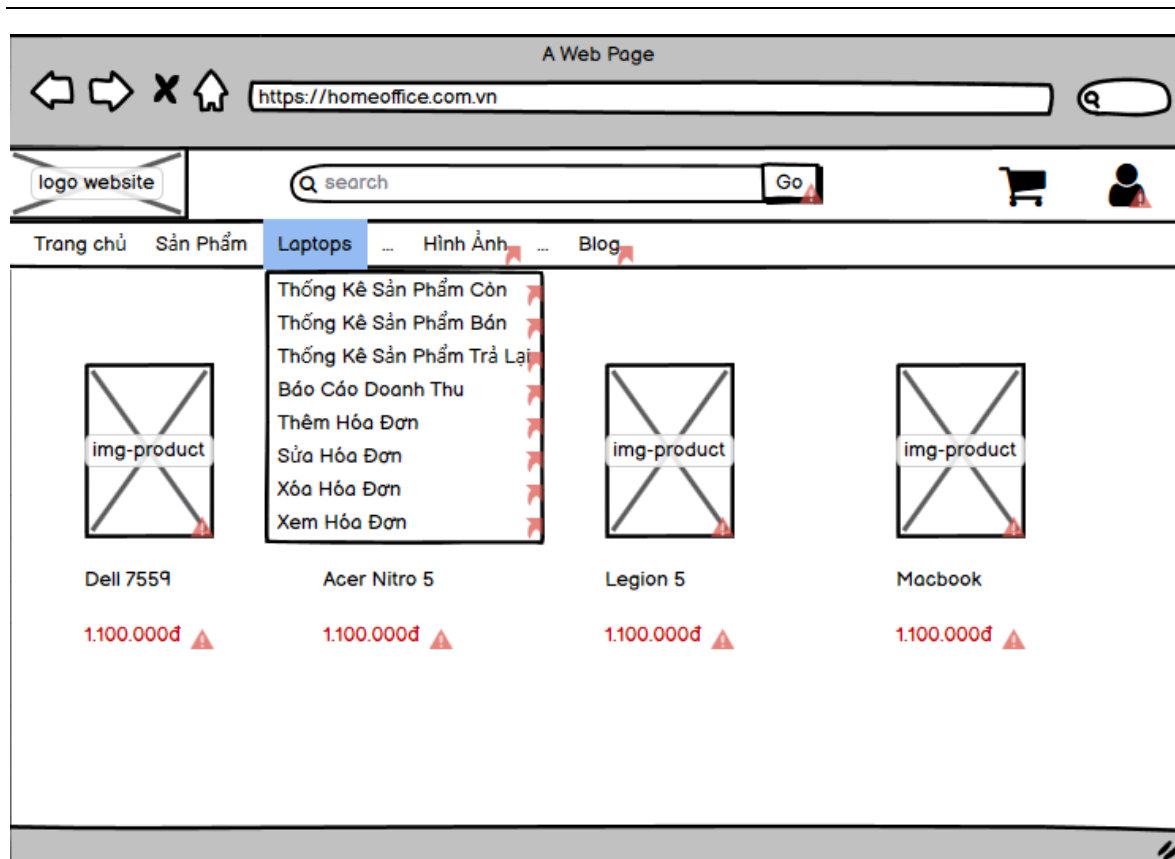 A Web Page
https://homeoffice.com.vn
logo website
search
Go
Trang chủ Sản Phẩm Laptops ... Hình Ảnh ... Blog
Thống Kê Sản Phẩm Còn
Thống Kê Sản Phẩm Bán
Thống Kê Sản Phẩm Trả Lại
Báo Cáo Doanh Thu
Thêm Hóa Đơn
Sửa Hóa Đơn
Xóa Hóa Đơn
Xem Hóa Đơn
img-product img-product img-product
Dell 7559 Acer Nitro 5 Legion 5 Macbook
1.100.000đ 1.100.000đ 1.100.000đ 1.100.000đ